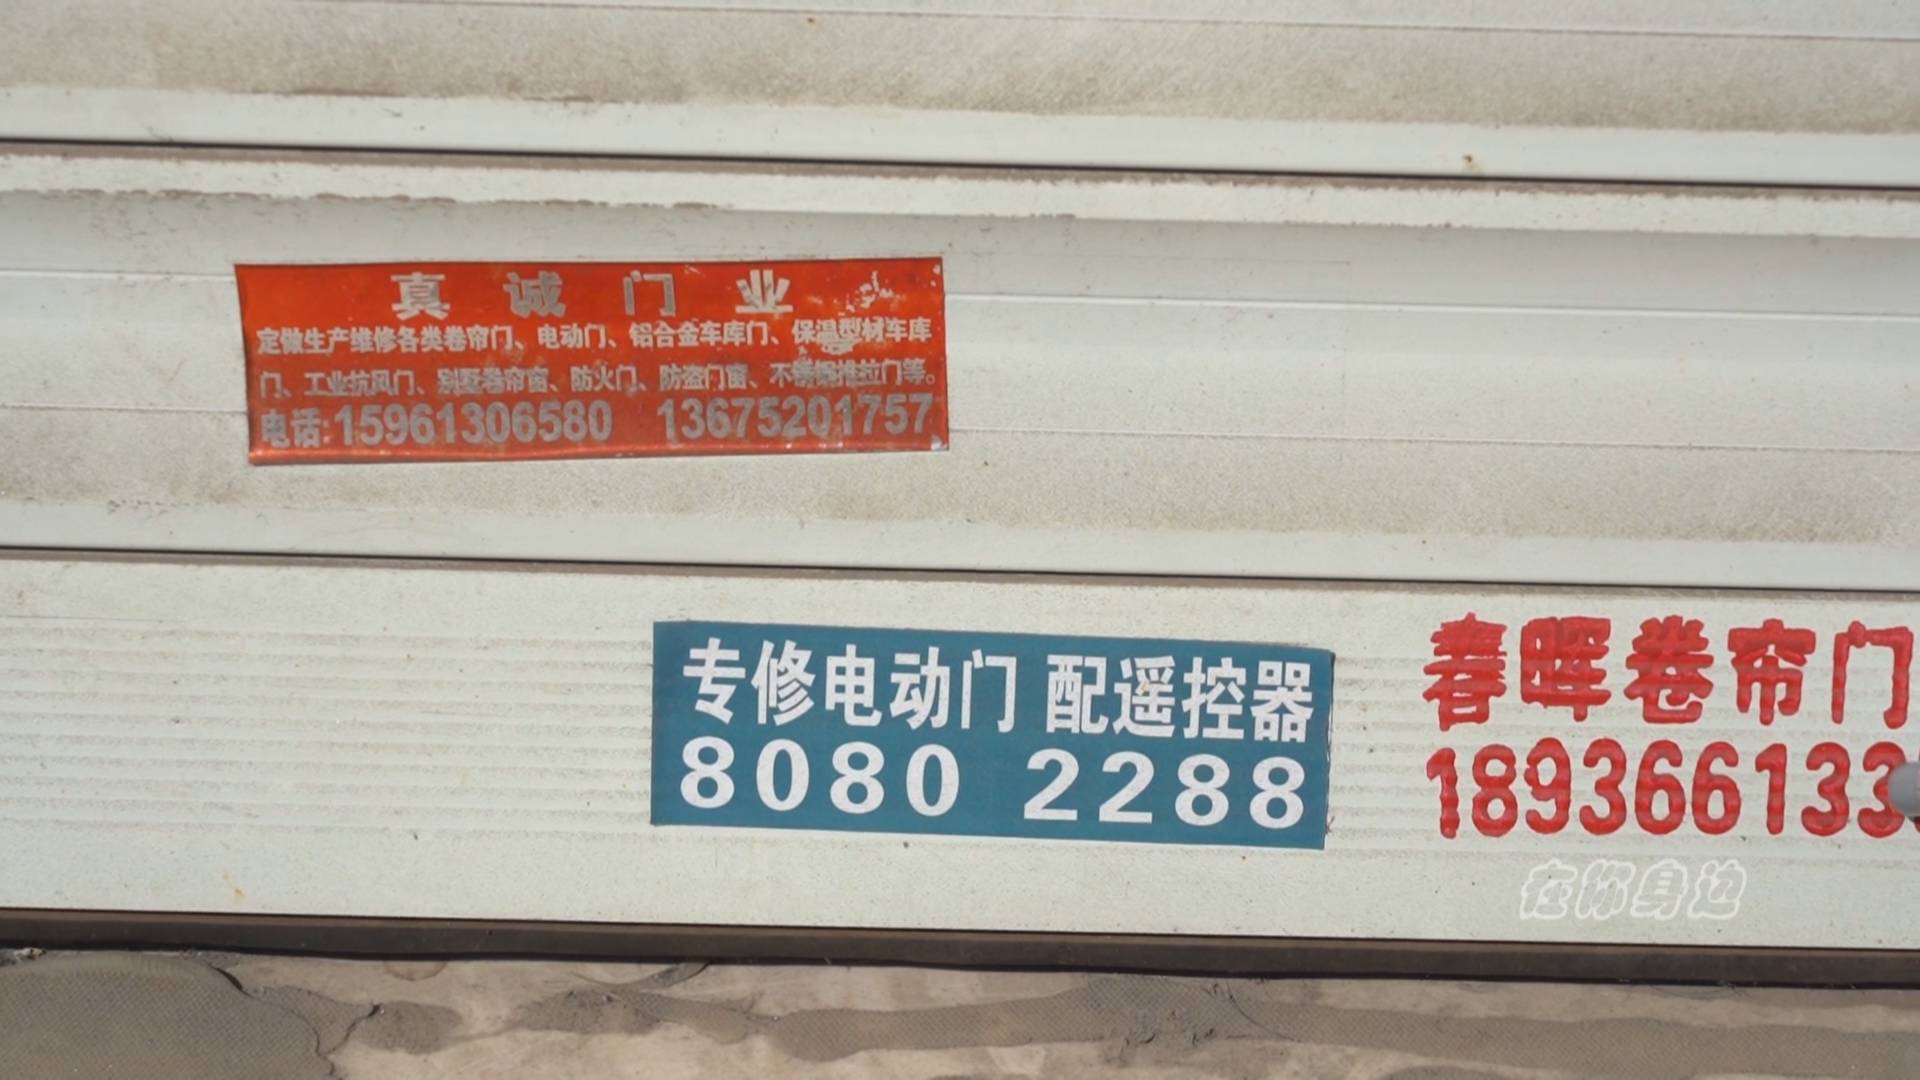 真诚门业
定做生产维修各类卷帘门、电动门、铝合金车库门、保温型材车库
门、工业抗风门、别墅卷帘窗、防火门、防盗门窗、不锈钢推拉门等。
电话:15961306580 13675201757
专修电动门 配遥控器
8080 2288
春晖卷帘门
189366133
在你身边